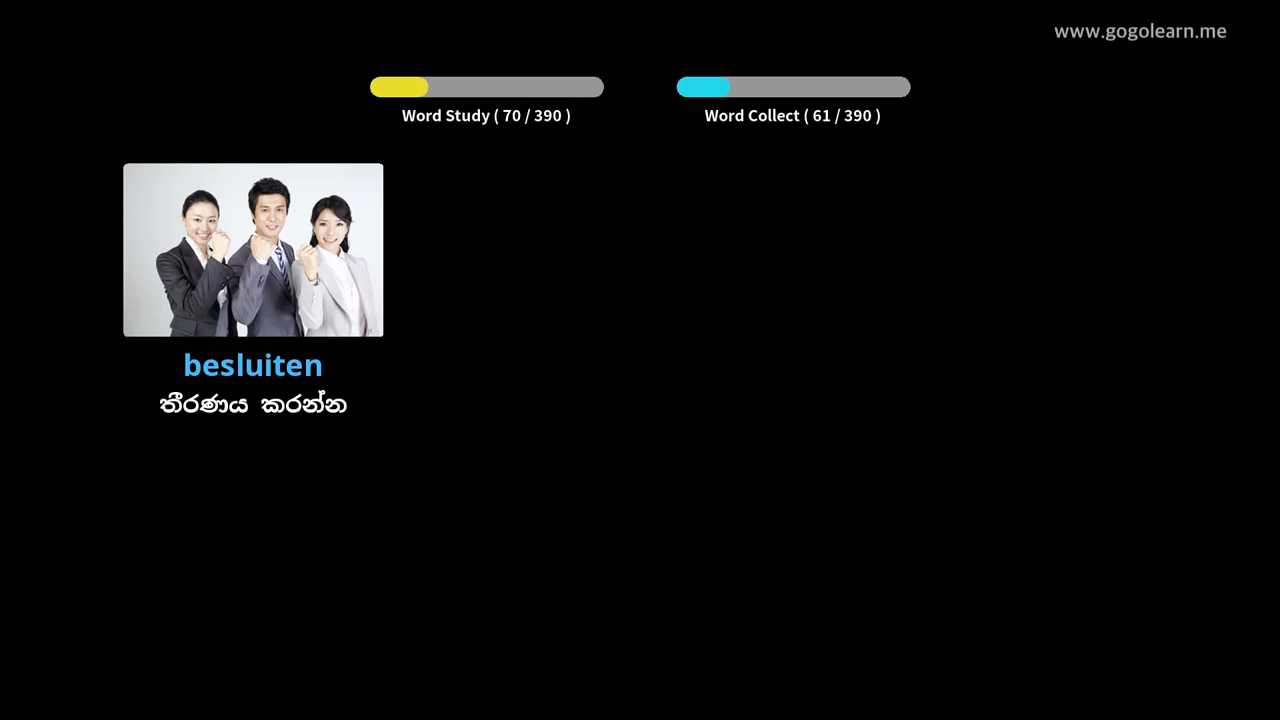 www.gogolearn.me
Word Study ( 70 / 390 )
Word Collect ( 61 / 390 )
besluiten
තීරණය කරන්න